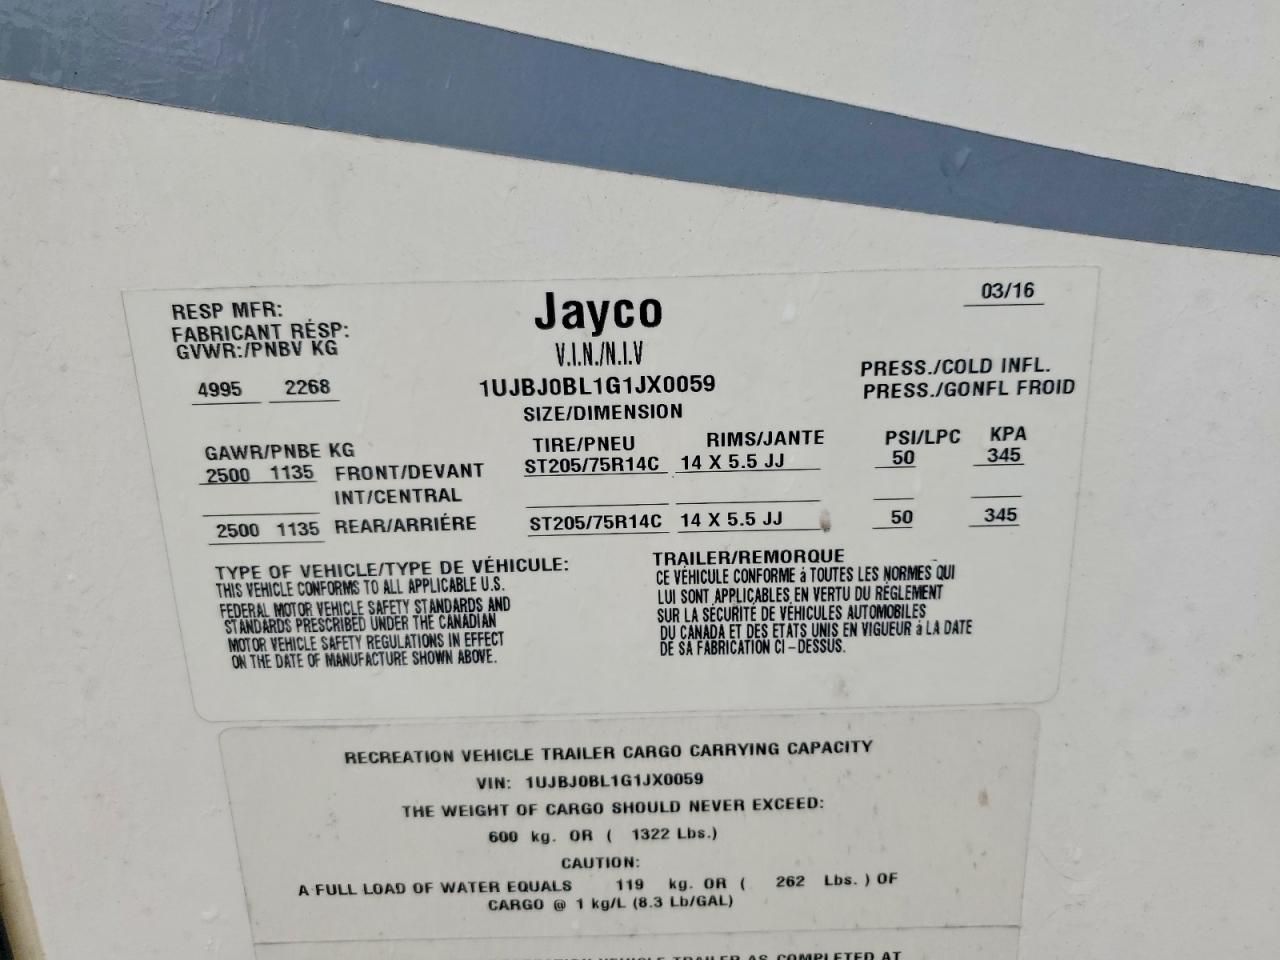 RESP MFR: Jayco 03/16
FABRICANT RÉSP:
GVWR:/PNBV KG V.I.N./N.I.V
4995 2268 1UJBJ0BL1G1JX0059 PRESS./COLD INFL.
SIZE/DIMENSION PRESS./GONFL FROID
GAWR/PNBE KG TIRE/PNEU RIMS/JANTE PSI/LPC KPA
2500 1135 FRONT/DEVANT ST205/75R14C 14 X 5.5 JJ 50 345
INT/CENTRAL
2500 1135 REAR/ARRIÉRE ST205/75R14C 14 X 5.5 JJ 50 345
TYPE OF VEHICLE/TYPE DE VÉHICULE: TRAILER/REMORQUE
THIS VEHICLE CONFORMS TO ALL APPLICABLE U.S.
FEDERAL MOTOR VEHICLE SAFETY STANDARDS AND
STANDARDS PRESCRIBED UNDER THE CANADIAN
MOTOR VEHICLE SAFETY REGULATIONS IN EFFECT
ON THE DATE OF MANUFACTURE SHOWN ABOVE.
CE VÉHICULE CONFORME à TOUTES LES NORMES QUI
LUI SONT APPLICABLES EN VERTU DU RÉGLEMENT
SUR LA SÉCURITÉ DE VÉHICULES AUTOMOBILES
DU CANADA ET DES ETATS UNIS EN VIGUEUR à LA DATE
DE SA FABRICATION CI-DESSUS.
RECREATION VEHICLE TRAILER CARGO CARRYING CAPACITY
VIN: 1UJBJ0BL1G1JX0059
THE WEIGHT OF CARGO SHOULD NEVER EXCEED:
600 kg. OR ( 1322 Lbs.)
CAUTION:
A FULL LOAD OF WATER EQUALS 119 kg. OR ( 262 Lbs. ) OF
CARGO @ 1 kg/L (8.3 Lb/GAL)
VEHICLE TRAILER AS COMPLETED AT